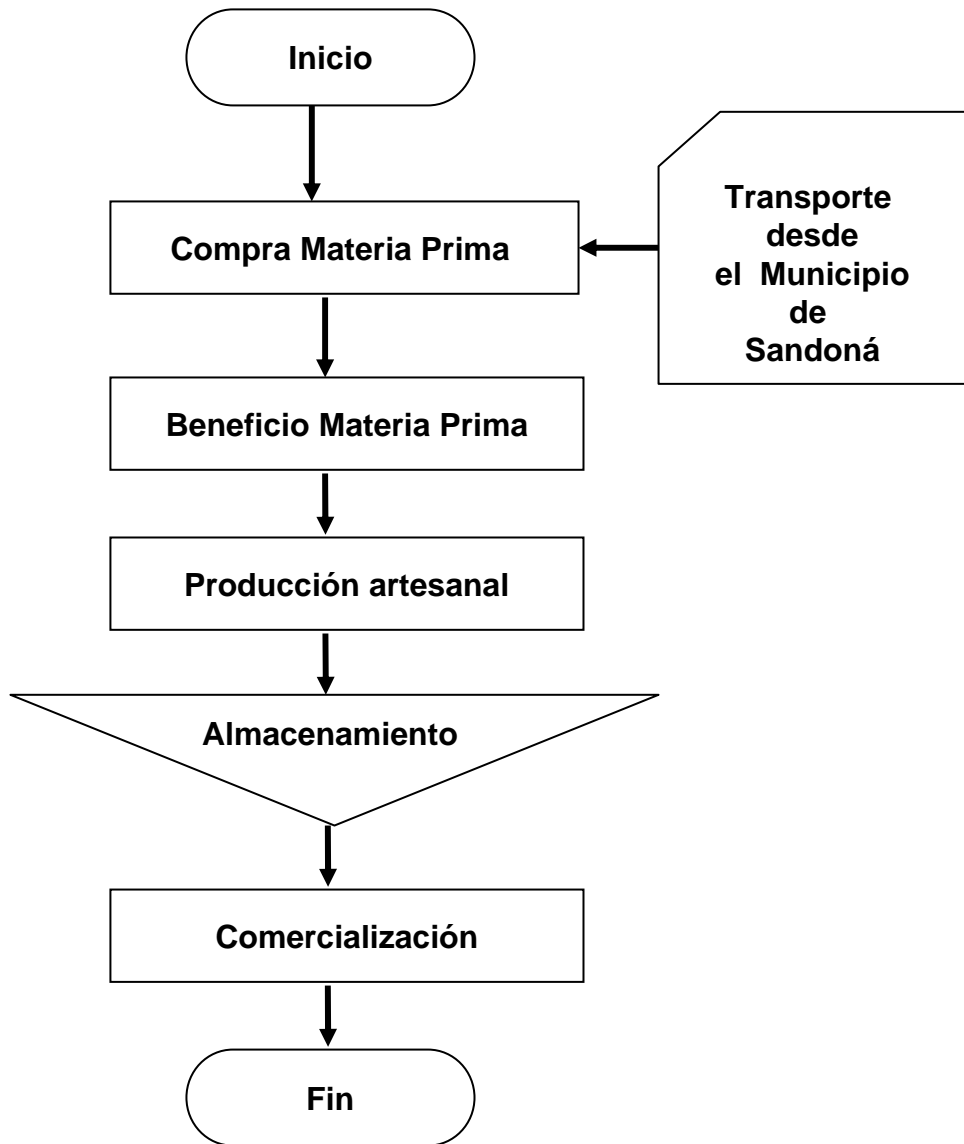 Inicio
Compra Materia Prima
Transporte
desde
el Municipio
de
Sandoná
Beneficio Materia Prima
Producción artesanal
Almacenamiento
Comercialización
Fin